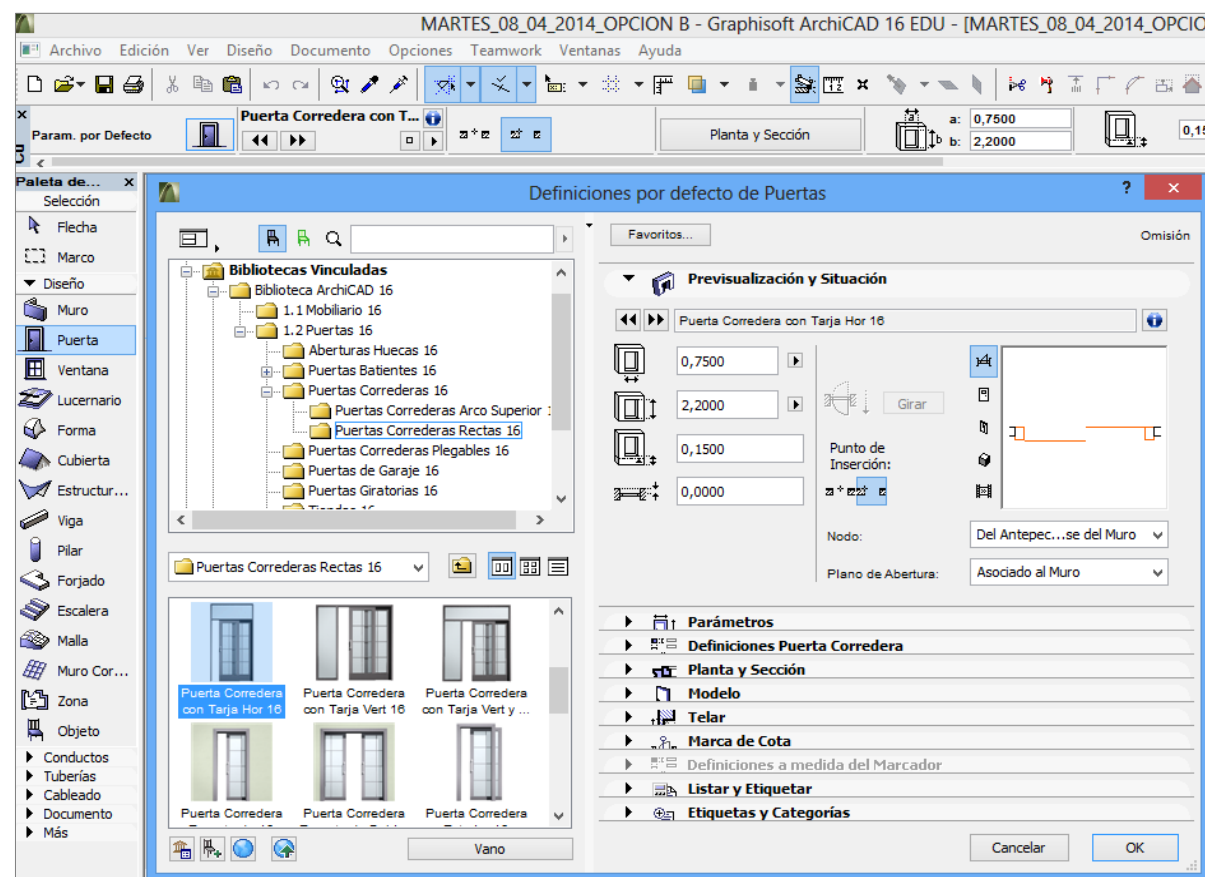 MARTES_08_04_2014_OPCION B - Graphisoft ArchiCAD 16 EDU - [MARTES_08_04_2014_OPCIO
Archivo Edición Ver Diseño Documento Opciones Teamwork Ventanas Ayuda
Param. por Defecto
Puerta Corredera con T...
Planta y Sección
a: 0,7500
b: 2,2000
Paleta de... x
Selección
Flecha
Marco
Diseño
Muro
Puerta
Ventana
Lucernario
Forma
Cubierta
Estructur...
Viga
Pilar
Forjado
Escalera
Malla
Muro Cor...
Zona
Objeto
Conductos
Tuberías
Cableado
Documento
Más
Definiciones por defecto de Puertas
? x
Bibliotecas Vinculadas
Biblioteca ArchiCAD 16
1.1 Mobiliario 16
1.2 Puertas 16
Aberturas Huecas 16
Puertas Batientes 16
Puertas Correderas 16
Puertas Correderas Arco Superior
Puertas Correderas Rectas 16
Puertas Correderas Plegables 16
Puertas de Garaje 16
Puertas Giratorias 16
Puertas Correderas Rectas 16
Puerta Corredera con Tarja Hor 16
Puerta Corredera con Tarja Vert 16
Puerta Corredera con Tarja Vert y ...
Puerta Corredera
Puerta Corredera
Puerta Corredera
Vano
Favoritos...
Omisión
Previsualización y Situación
Puerta Corredera con Tarja Hor 16
0,7500
2,2000
0,1500
0,0000
Girar
Punto de
Inserción:
Nodo:
Del Antepec...se del Muro
Plano de Abertura:
Asociado al Muro
Parámetros
Definiciones Puerta Corredera
Planta y Sección
Modelo
Telar
Marca de Cota
Definiciones a medida del Marcador
Listar y Etiquetar
Etiquetas y Categorías
Cancelar
OK